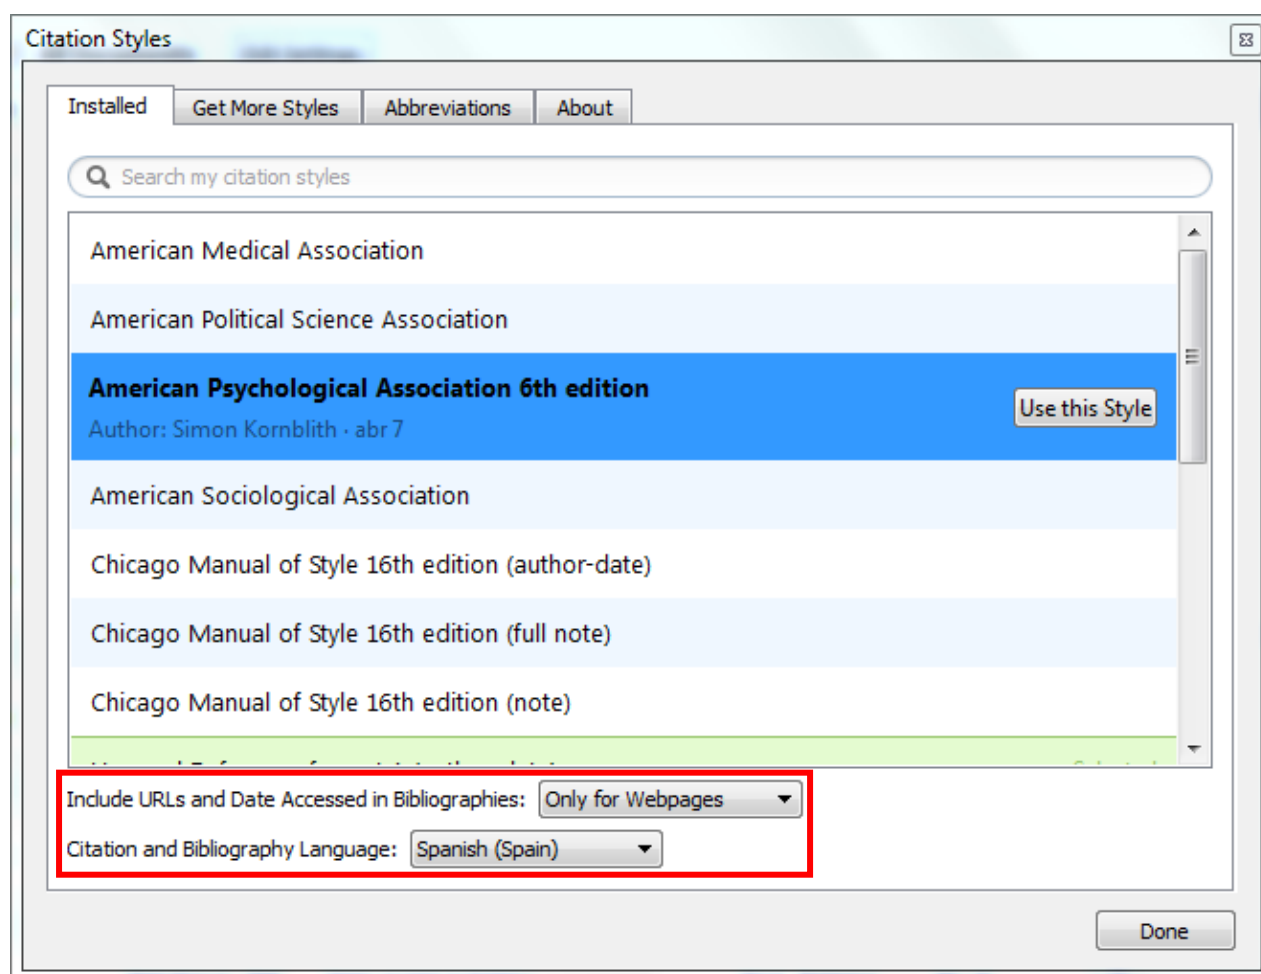 Citation Styles
Installed
Get More Styles
Abbreviations
About
Search my citation styles
American Medical Association
American Political Science Association
American Psychological Association 6th edition
Use this Style
Author: Simon Kornblith · abr 7
American Sociological Association
Chicago Manual of Style 16th edition (author-date)
Chicago Manual of Style 16th edition (full note)
Chicago Manual of Style 16th edition (note)
Include URLs and Date Accessed in Bibliographies: Only for Webpages
Citation and Bibliography Language: Spanish (Spain)
Done